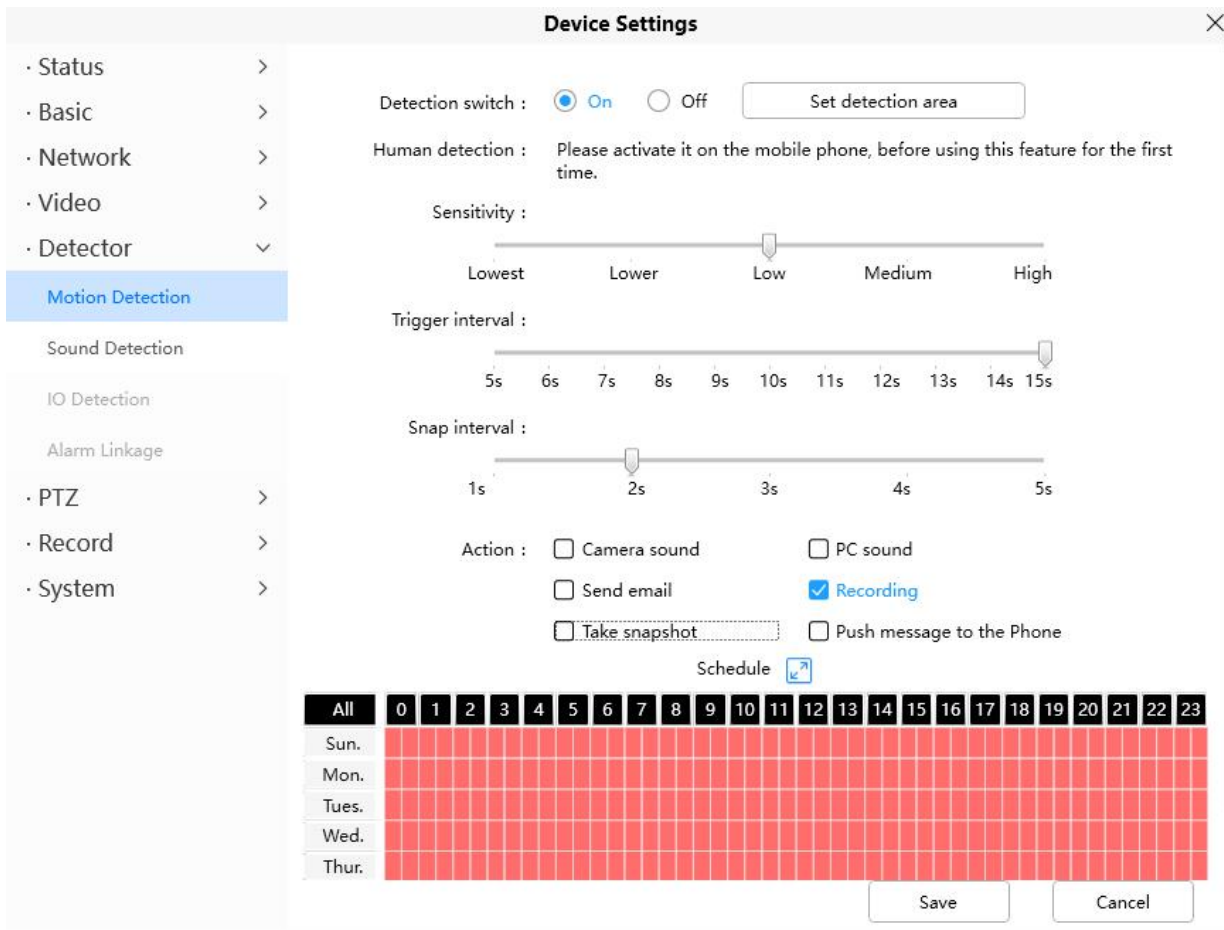 Device Settings
· Status
· Basic
· Network
· Video
· Detector
Motion Detection
Sound Detection
IO Detection
Alarm Linkage
· PTZ
· Record
· System
Detection switch : On Off Set detection area
Human detection : Please activate it on the mobile phone, before using this feature for the first
time.
Sensitivity :
Lowest Lower Low Medium High
Trigger interval :
5s 6s 7s 8s 9s 10s 11s 12s 13s 14s 15s
Snap interval :
1s 2s 3s 4s 5s
Action : Camera sound PC sound
Send email Recording
Take snapshot Push message to the Phone
Schedule
All 0 1 2 3 4 5 6 7 8 9 10 11 12 13 14 15 16 17 18 19 20 21 22 23
Sun.
Mon.
Tues.
Wed.
Thur.
Save Cancel